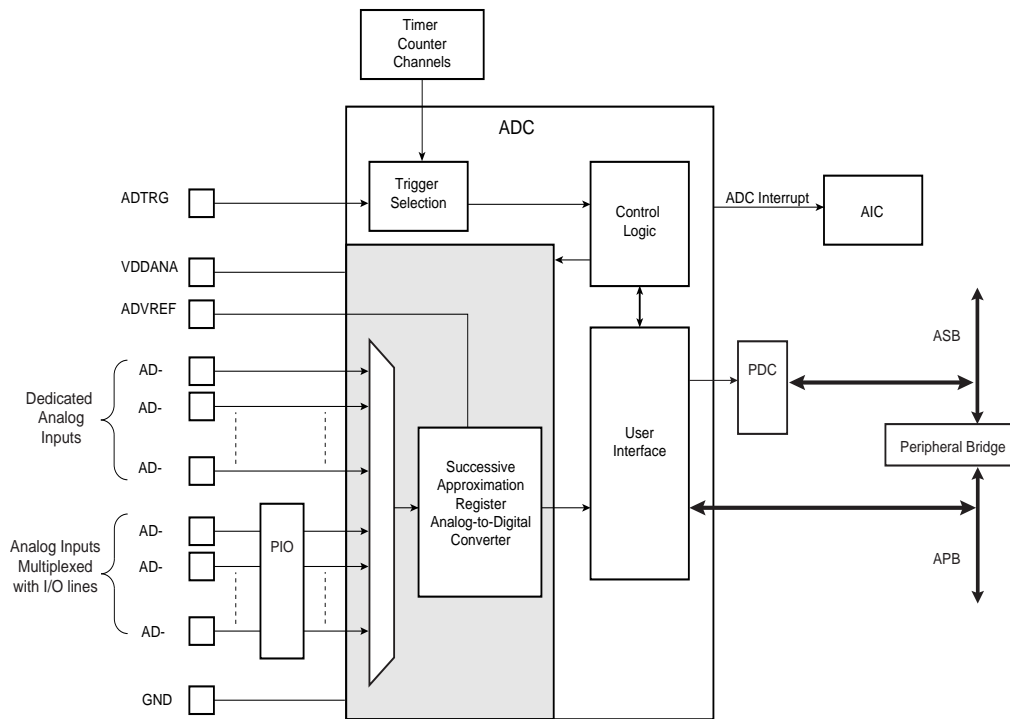 Timer
Counter
Channels
ADC
ADTRG
Trigger
Selection
Control
Logic
ADC Interrupt
AIC
VDDANA
ADVREF
Dedicated
Analog
Inputs
AD-
AD-
AD-
Successive
Approximation
Register
Analog-to-Digital
Converter
User
Interface
PDC
ASB
Peripheral Bridge
APB
Analog Inputs
Multiplexed
with I/O lines
AD-
AD-
AD-
PIO
GND